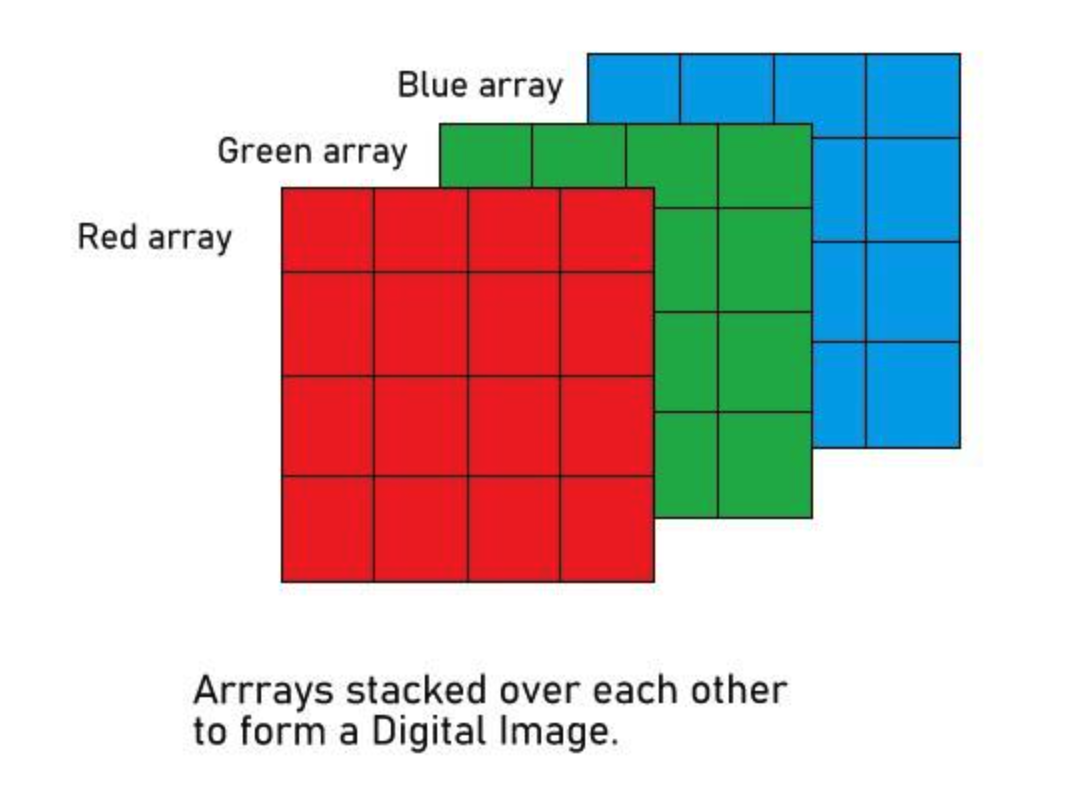 Blue array
Green array
Red array
Arrrays stacked over each other
to form a Digital Image.